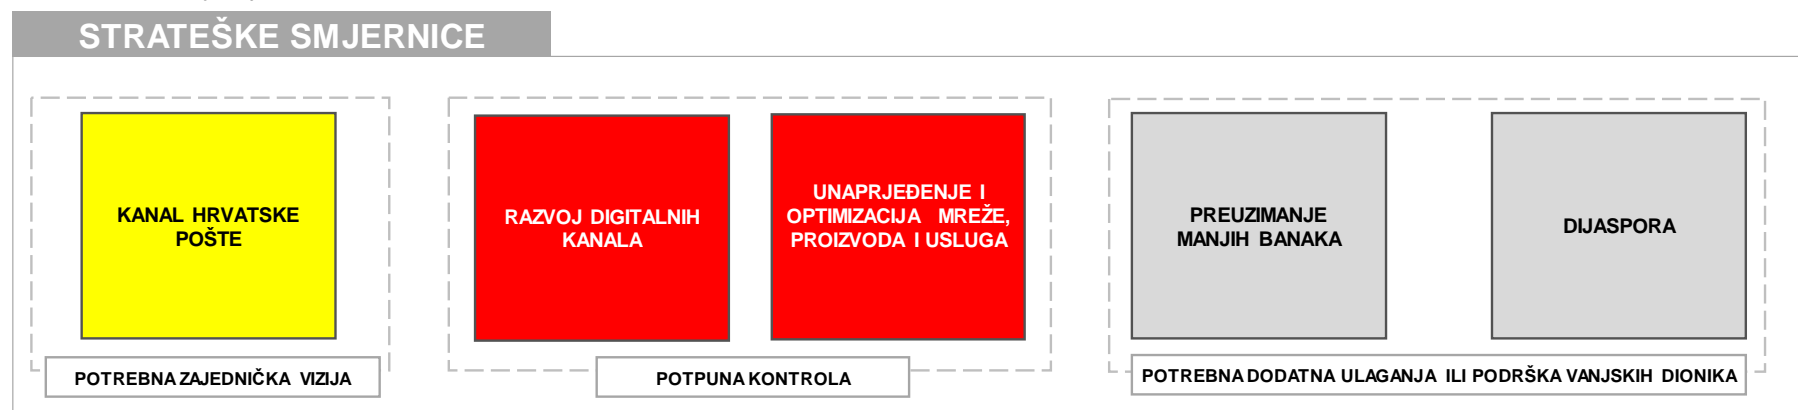 STRATEŠKE SMJERNICE
KANAL HRVATSKE
POŠTE
POTREBNA ZAJEDNIČKA VIZIJA
RAZVOJ DIGITALNIH
KANALA
UNAPRJEĐENJE I
OPTIMIZACIJA MREŽE,
PROIZVODA I USLUGA
POTPUNA KONTROLA
PREUZIMANJE
MANJIH BANAKA
DIJASPORA
POTREBNA DODATNA ULAGANJA ILI PODRŠKA VANJSKIH DIONIKA